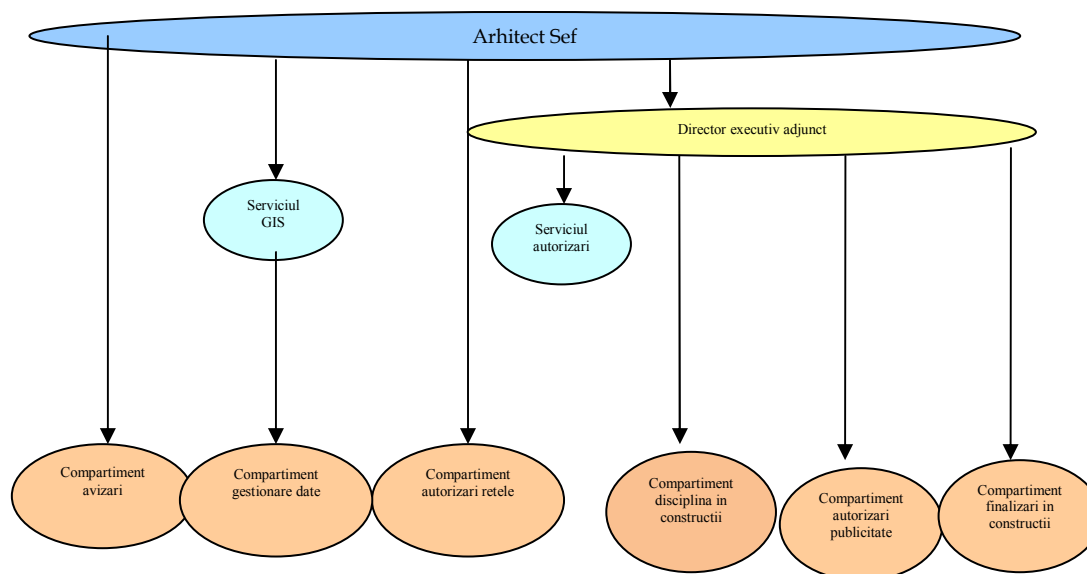 Arhitect Sef
Director executiv adjunct
Serviciul
GIS
Serviciul
autorizari
Compartiment
avizari
Compartiment
gestionare date
Compartiment
autorizari retele
Compartiment
disciplina in
constructii
Compartiment
autorizari
publicitate
Compartiment
finalizari in
constructii